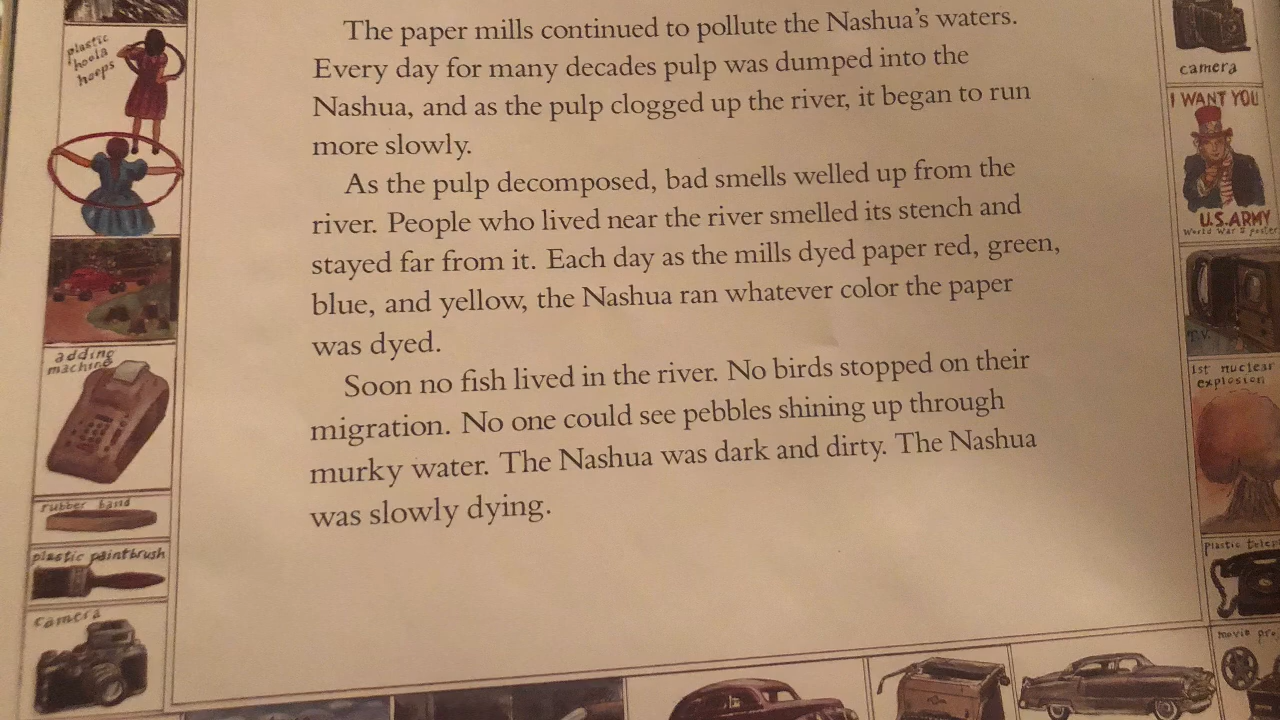 The paper mills continued to pollute the Nashua's waters.
Every day for many decades pulp was dumped into the
Nashua, and as the pulp clogged up the river, it began to run
more slowly.
As the pulp decomposed, bad smells welled up from the
river. People who lived near the river smelled its stench and
stayed far from it. Each day as the mills dyed paper red, green,
blue, and yellow, the Nashua ran whatever color the paper
was dyed.
Soon no fish lived in the river. No birds stopped on their
migration. No one could see pebbles shining up through
murky water. The Nashua was dark and dirty. The Nashua
was slowly dying.
plastic
hoola
hoops
adding
machine
rubber band
plastic paintbrush
camera
camera
I WANT YOU
U.S. ARMY
World War II poster
T.V.
1st nuclear
explosion
plastic
movie